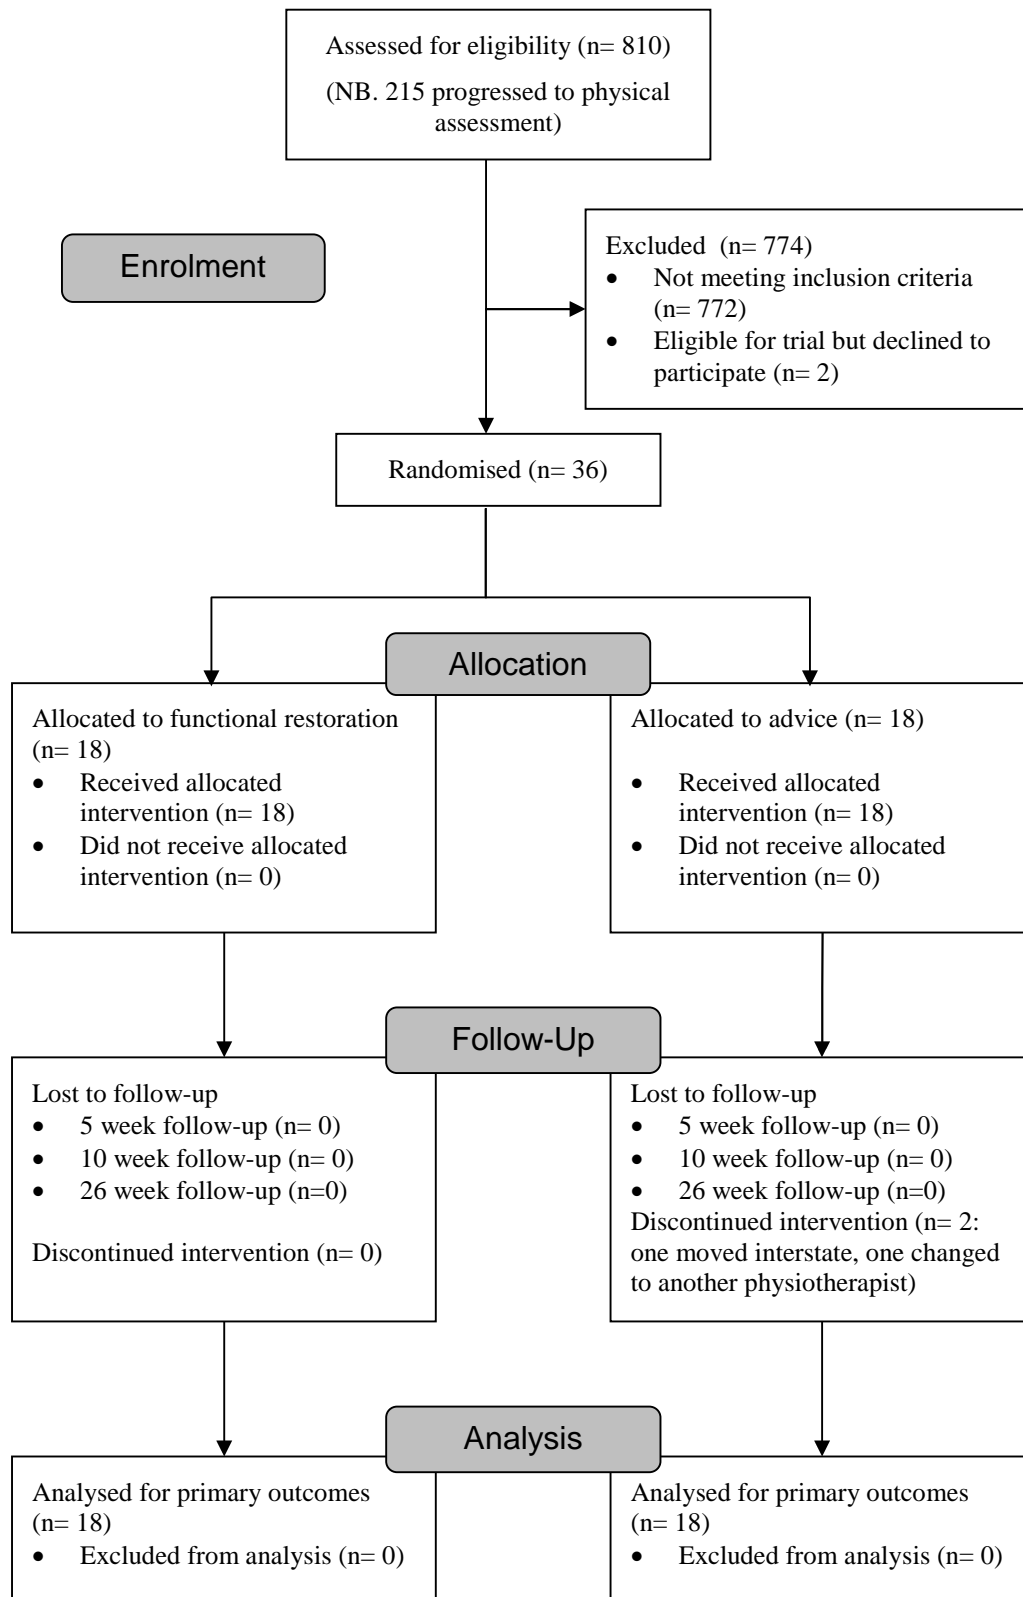 Assessed for eligibility (n= 810)
(NB. 215 progressed to physical
assessment)
Enrolment
Excluded  (n= 774)
• Not meeting inclusion criteria
(n= 772)
• Eligible for trial but declined to
participate (n= 2)
Randomised (n= 36)
Allocation
Allocated to functional restoration
(n= 18)
• Received allocated
intervention (n= 18)
• Did not receive allocated
intervention (n= 0)
Allocated to advice (n= 18)
• Received allocated
intervention (n= 18)
• Did not receive allocated
intervention (n= 0)
Follow-Up
Lost to follow-up
• 5 week follow-up (n= 0)
• 10 week follow-up (n= 0)
• 26 week follow-up (n=0)
Discontinued intervention (n= 0)
Lost to follow-up
• 5 week follow-up (n= 0)
• 10 week follow-up (n= 0)
• 26 week follow-up (n=0)
Discontinued intervention (n= 2:
one moved interstate, one changed
to another physiotherapist)
Analysis
Analysed for primary outcomes
(n= 18)
• Excluded from analysis (n= 0)
Analysed for primary outcomes
(n= 18)
• Excluded from analysis (n= 0)